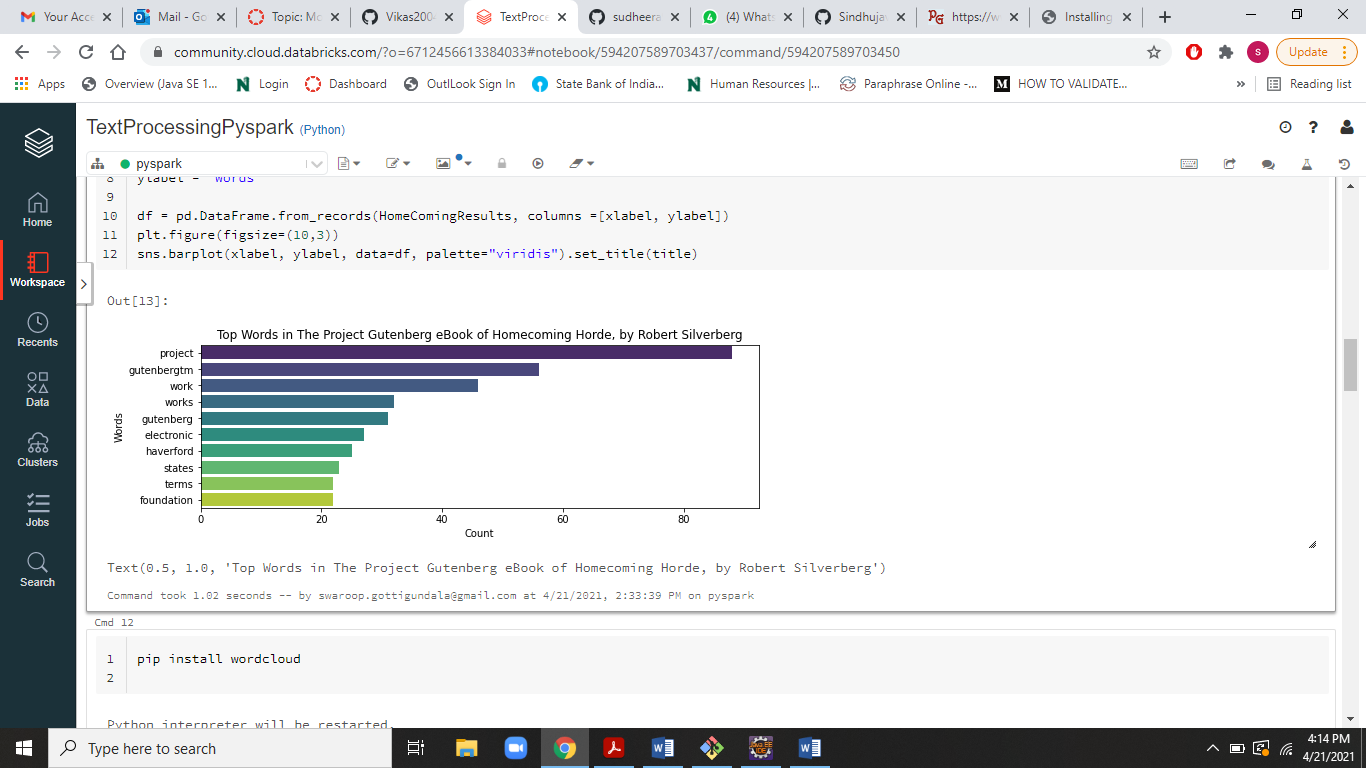 Your Acce
Mail - Go
Topic: Mo
Vikas2004
TextProce
sudheera
(4) Whats
Sindhuja
https://w
Installing
community.cloud.databricks.com/?o=6712456613384033#notebook/594207589703437/command/594207589703450
S
Update
Apps
Overview (Java SE 1...
Login
Dashboard
OutlLook Sign In
State Bank of India...
Human Resources |...
Paraphrase Online -...
HOW TO VALIDATE...
»
Reading list
TextProcessingPyspark (Python)
pyspark
Home
Workspace
Recents
Data
Clusters
Jobs
Search
8 ylabel = 'Words'
9
10 df = pd.DataFrame.from_records(HomeComingResults, columns =[xlabel, ylabel])
11 plt.figure(figsize=(10,3))
12 sns.barplot(xlabel, ylabel, data=df, palette="viridis").set_title(title)
Out[13]:
Top Words in The Project Gutenberg eBook of Homecoming Horde, by Robert Silverberg
Words
project
gutenbergtm
work
works
gutenberg
electronic
haverford
states
terms
foundation
0 20 40 60 80
Count
Text(0.5, 1.0, 'Top Words in The Project Gutenberg eBook of Homecoming Horde, by Robert Silverberg')
Command took 1.02 seconds -- by swaroop.gottigundala@gmail.com at 4/21/2021, 2:33:39 PM on pyspark
Cmd 12
1 pip install wordcloud
2
Python interpreter will be restarted.
Type here to search
4:14 PM
4/21/2021